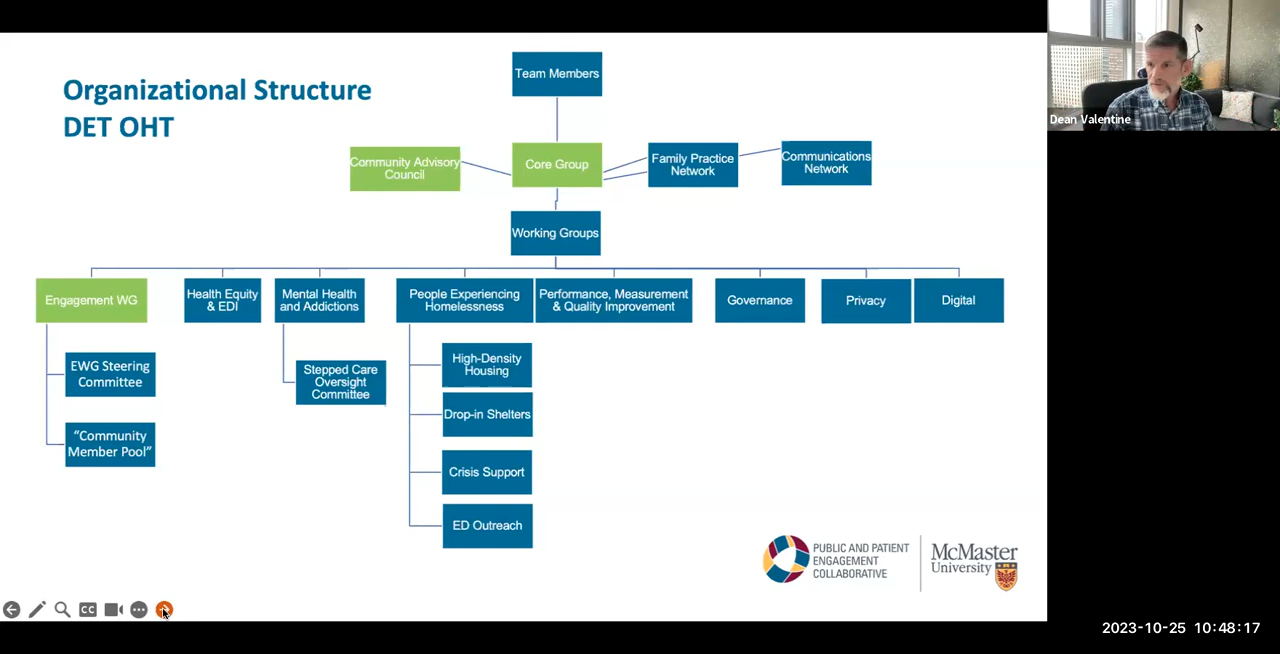 Organizational Structure
DET OHT
Team Members
Community Advisory
Council
Core Group
Family Practice
Network
Communications
Network
Working Groups
Engagement WG
Health Equity
& EDI
Mental Health
and Addictions
People Experiencing
Homelessness
Performance, Measurement
& Quality Improvement
Governance
Privacy
Digital
EWG Steering
Committee
“Community
Member Pool”
Stepped Care
Oversight
Committee
High-Density
Housing
Drop-in Shelters
Crisis Support
ED Outreach
PUBLIC AND PATIENT
ENGAGEMENT
COLLABORATIVE
McMaster
University
CC
Dean Valentine
2023-10-25 10:48:17